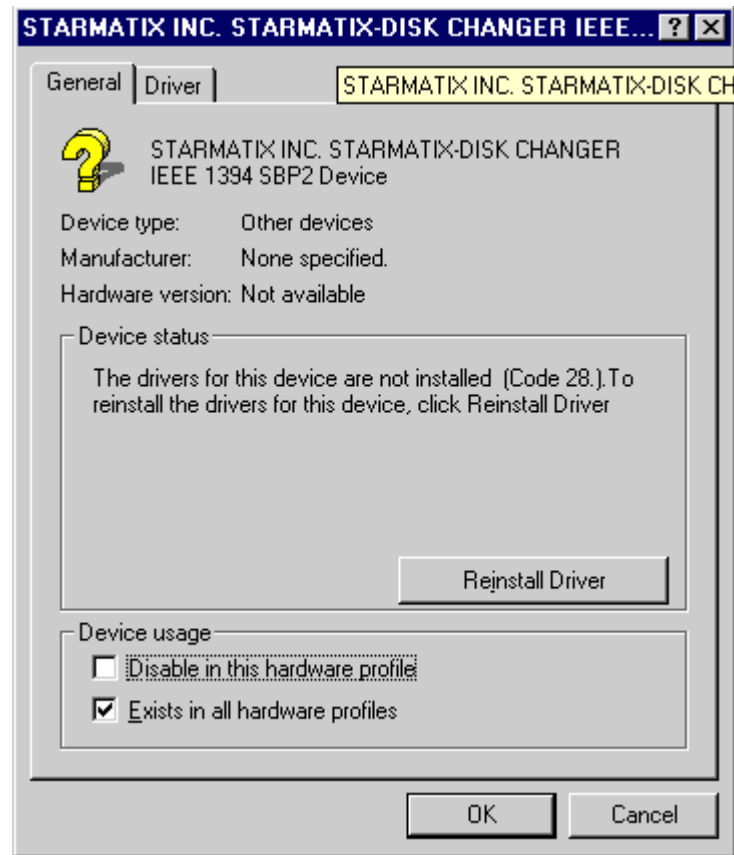 STARMATIX INC. STARMATIX-DISK CHANGER IEEE...
General
Driver
STARMATIX INC. STARMATIX-DISK CH
STARMATIX INC. STARMATIX-DISK CHANGER
IEEE 1394 SBP2 Device
Device type: Other devices
Manufacturer: None specified.
Hardware version: Not available
Device status
The drivers for this device are not installed (Code 28.).To
reinstall the drivers for this device, click Reinstall Driver
Reinstall Driver
Device usage
Disable in this hardware profile
Exists in all hardware profiles
OK
Cancel